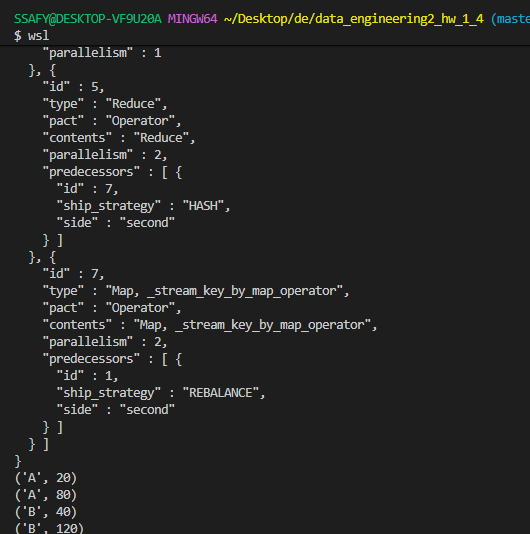 SSAFY@DESKTOP-VF9U20A MINGW64 ~/Desktop/de/data_engineering2_hw_1_4 (maste
$ wsl
    "parallelism" : 1
  }, {
    "id" : 5,
    "type" : "Reduce",
    "pact" : "Operator",
    "contents" : "Reduce",
    "parallelism" : 2,
    "predecessors" : [ {
      "id" : 7,
      "ship_strategy" : "HASH",
      "side" : "second"
    } ]
  }, {
    "id" : 7,
    "type" : "Map, _stream_key_by_map_operator",
    "pact" : "Operator",
    "contents" : "Map, _stream_key_by_map_operator",
    "parallelism" : 2,
    "predecessors" : [ {
      "id" : 1,
      "ship_strategy" : "REBALANCE",
      "side" : "second"
    } ]
  } ]
}
('A', 20)
('A', 80)
('B', 40)
('B', 120)